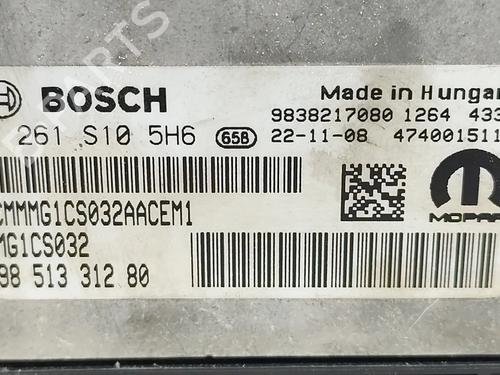 BOSCH
Made in Hungar
9838217080 1264 433
261 S10 5H6 658 22-11-08 474001511
CMMMG1CS032AACEM1
MOPAR
MG1CS032
98 513 312 80